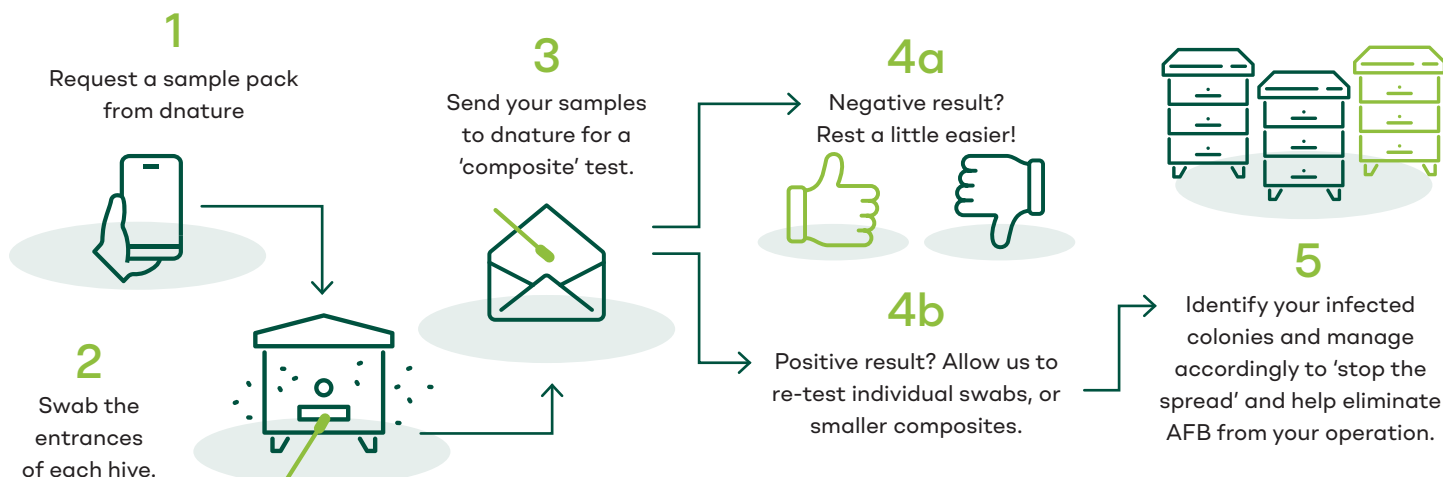 1
Request a sample pack
from dnature
2
Swab the
entrances
of each hive.
3
Send your samples
to dnature for a
‘composite’ test.
4a
Negative result?
Rest a little easier!
4b
Positive result? Allow us to
re-test individual swabs, or
smaller composites.
5
Identify your infected
colonies and manage
accordingly to ‘stop the
spread’ and help eliminate
AFB from your operation.